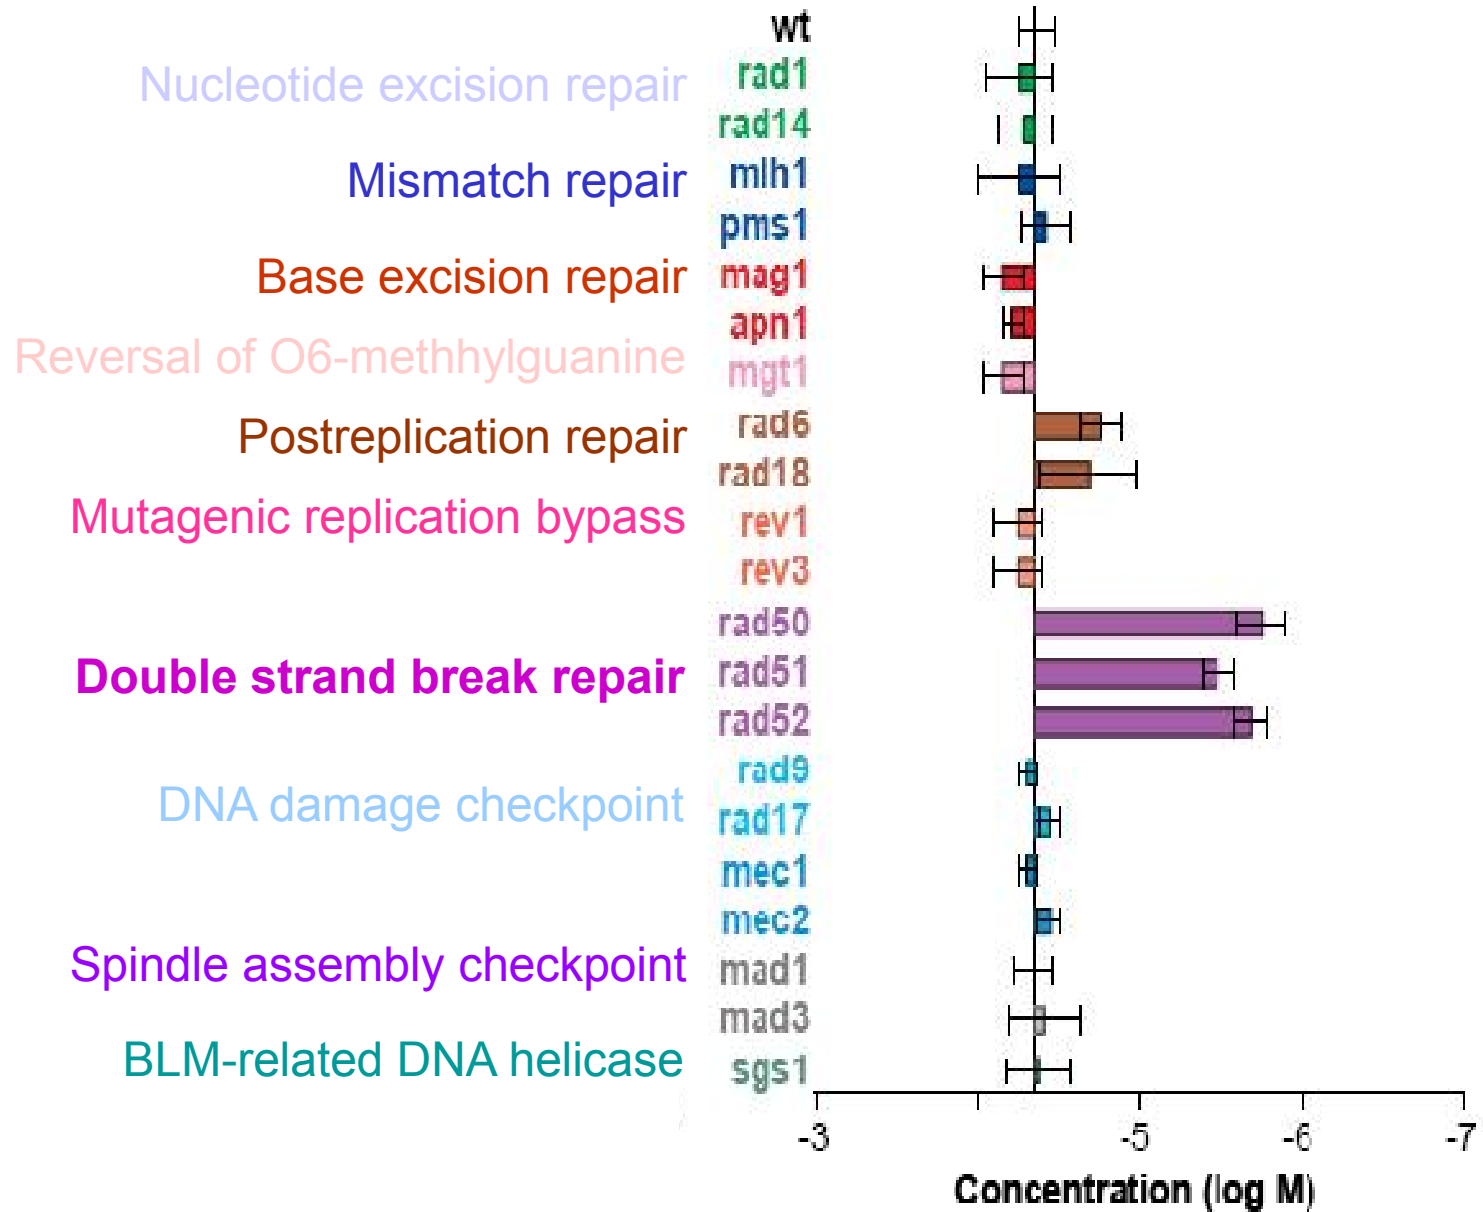 wt
Nucleotide excision repair
rad1
rad14
Mismatch repair
mlh1
pms1
Base excision repair
mag1
apn1
Reversal of O6-methhylguanine
mgt1
Postreplication repair
rad6
rad18
Mutagenic replication bypass
rev1
rev3
rad50
Double strand break repair
rad51
rad52
rad9
DNA damage checkpoint
rad17
mec1
mec2
Spindle assembly checkpoint
mad1
mad3
BLM-related DNA helicase
sgs1
-3 -5 -6 -7
Concentration (log M)